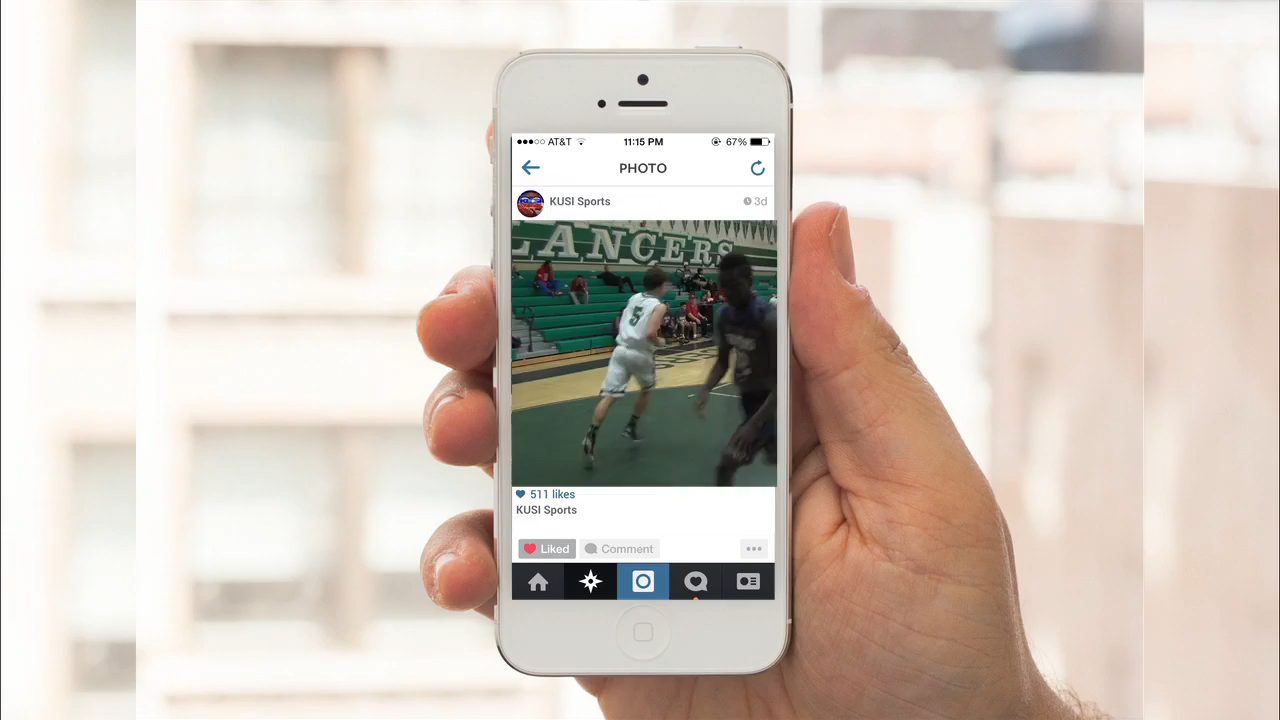 AT&T 11:15 PM 67%
PHOTO
KUSI Sports 3d
LANCERS
5
511 likes
KUSI Sports
Liked Comment